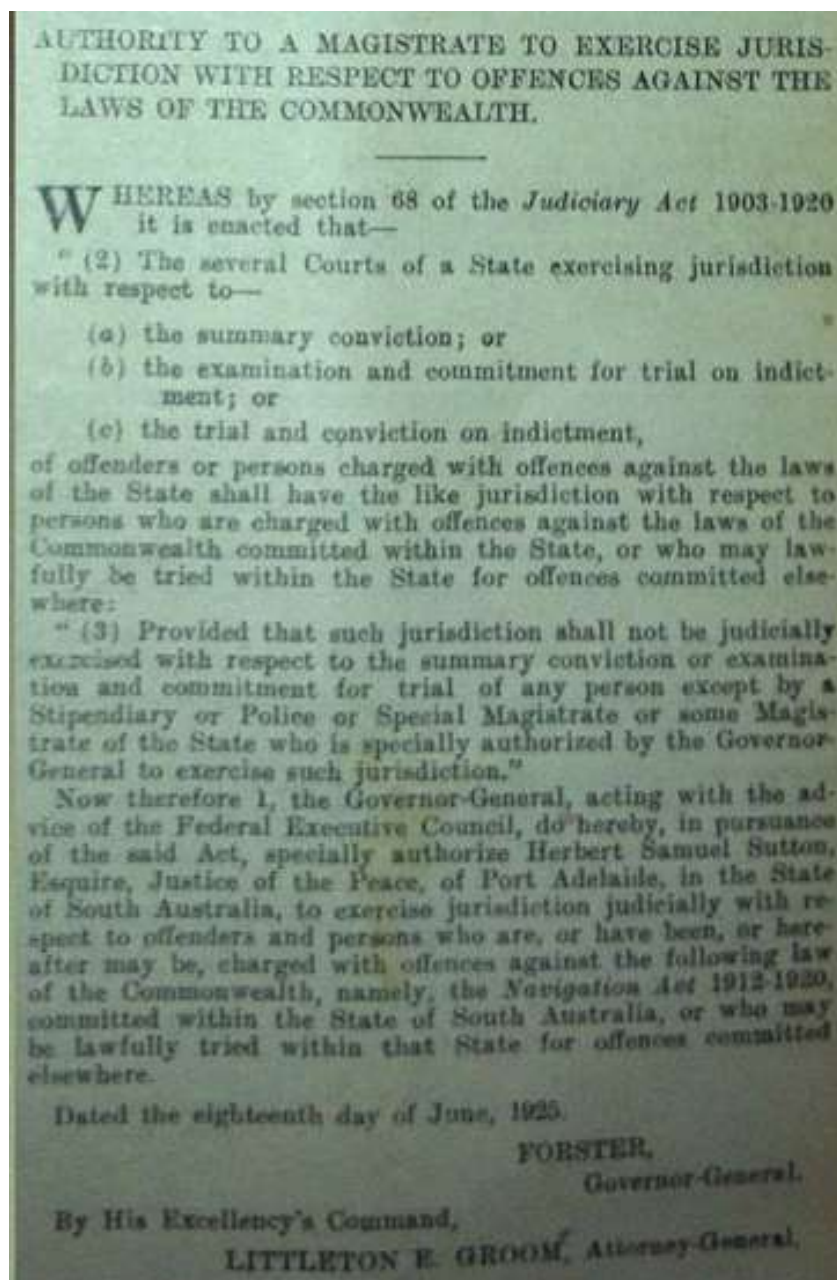 AUTHORITY TO A MAGISTRATE TO EXERCISE JURIS-
DICTION WITH RESPECT TO OFFENCES AGAINST THE
LAWS OF THE COMMONWEALTH.
WHEREAS by section 68 of the Judiciary Act 1903-1920
it is enacted that—
" (2) The several Courts of a State exercising jurisdiction
with respect to—
(a) the summary conviction; or
(b) the examination and commitment for trial on indict-
ment; or
(c) the trial and conviction on indictment,
of offenders or persons charged with offences against the laws
of the State shall have the like jurisdiction with respect to
persons who are charged with offences against the laws of the
Commonwealth committed within the State, or who may law-
fully be tried within the State for offences committed else-
where:
" (3) Provided that such jurisdiction shall not be judicially
exercised with respect to the summary conviction or examina-
tion and commitment for trial of any person except by a
Stipendiary or Police or Special Magistrate or some Magis-
trate of the State who is specially authorized by the Governor-
General to exercise such jurisdiction."
Now therefore I, the Governor-General, acting with the ad-
vice of the Federal Executive Council, do hereby, in pursuance
of the said Act, specially authorize Herbert Samuel Sutton,
Esquire, Justice of the Peace, of Port Adelaide, in the State
of South Australia, to exercise jurisdiction judicially with re-
spect to offenders and persons who are, or have been, or here-
after may be, charged with offences against the following law
of the Commonwealth, namely, the Navigation Act 1912-1920,
committed within the State of South Australia, or who may
be lawfully tried within that State for offences committed
elsewhere.
Dated the eighteenth day of June, 1925.
FORSTER,
Governor-General.
By His Excellency's Command,
LITTLETON E. GROOM, Attorney-General.